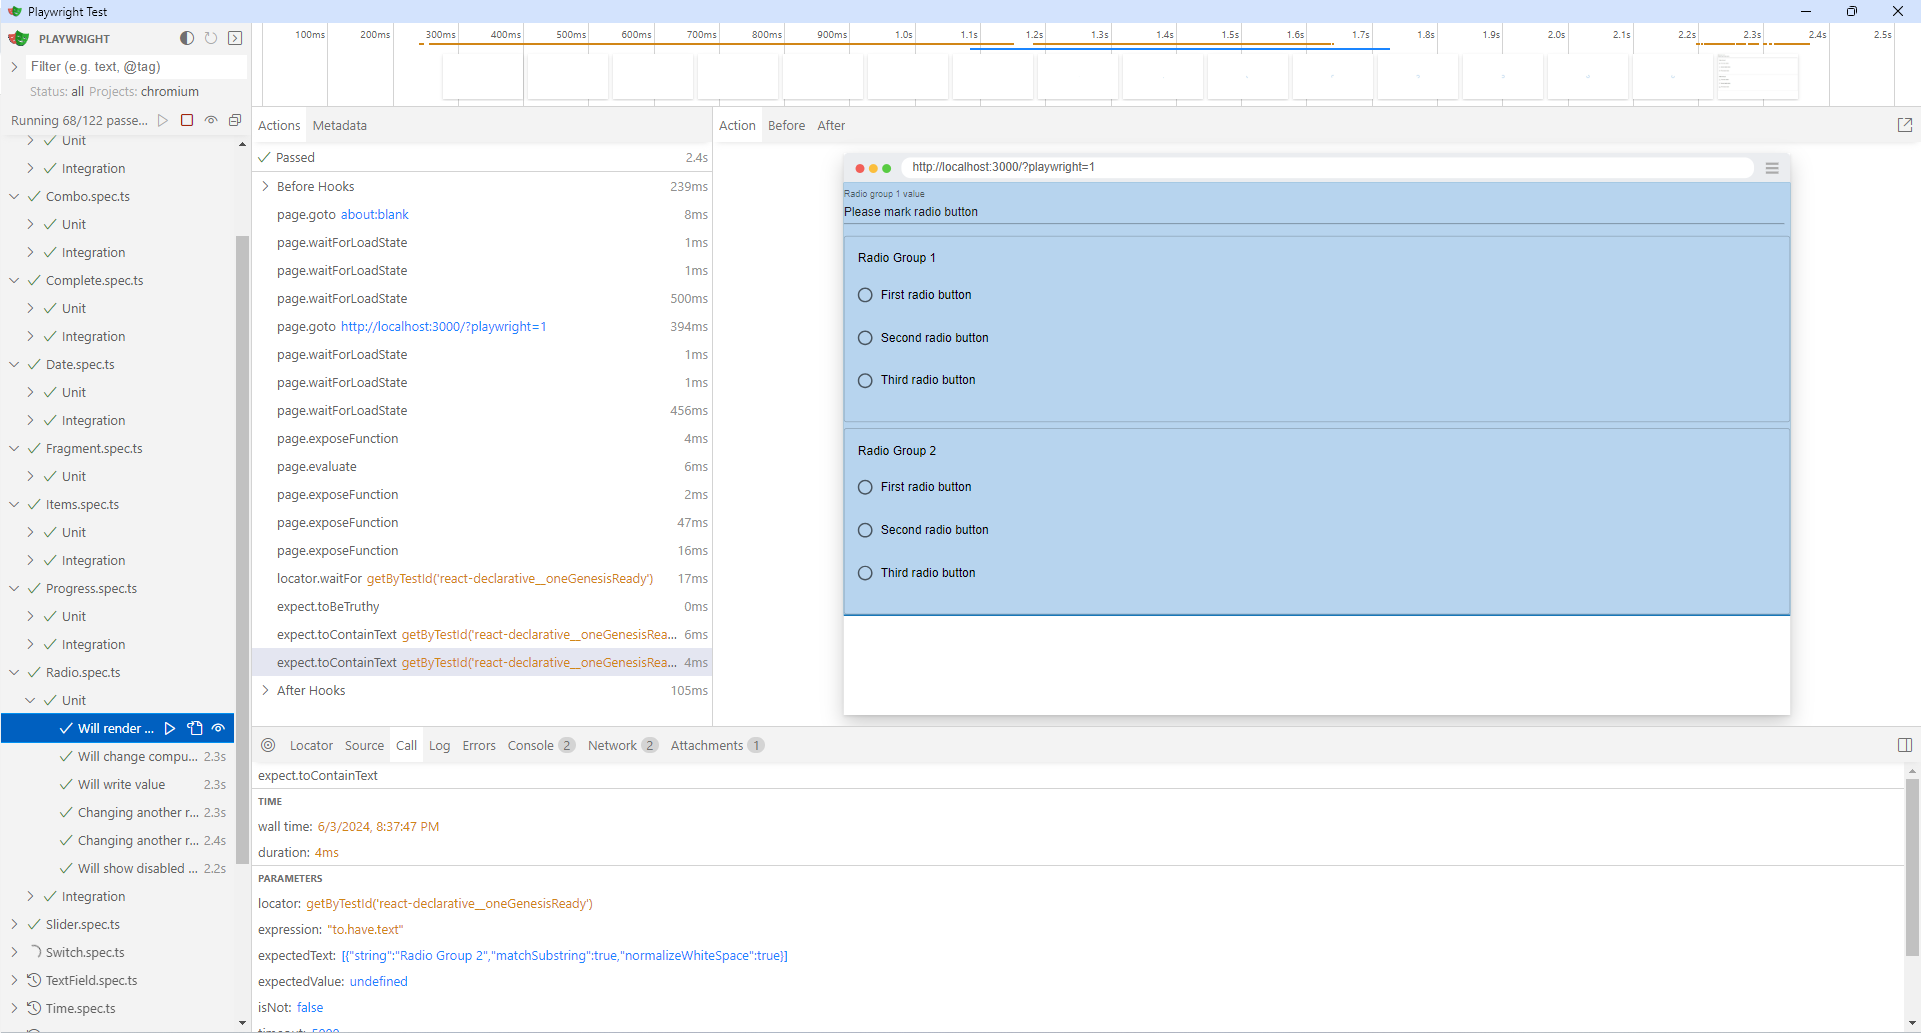 Playwright Test
PLAYWRIGHT
Filter (e.g. text, @tag)
Status: all Projects: chromium
Running 68/122 passe...
Unit
Integration
Combo.spec.ts
Unit
Integration
Complete.spec.ts
Unit
Integration
Date.spec.ts
Unit
Integration
Fragment.spec.ts
Unit
Items.spec.ts
Unit
Integration
Progress.spec.ts
Unit
Integration
Radio.spec.ts
Unit
Will render ...
Will change compu... 2.3s
Will write value 2.3s
Changing another r... 2.3s
Changing another r... 2.4s
Will show disabled ... 2.2s
Integration
Slider.spec.ts
Switch.spec.ts
TextField.spec.ts
Time.spec.ts
100ms 200ms 300ms 400ms 500ms 600ms 700ms 800ms 900ms 1.0s 1.1s 1.2s 1.3s 1.4s 1.5s 1.6s 1.7s 1.8s 1.9s 2.0s 2.1s 2.2s 2.3s 2.4s 2.5s
Actions Metadata
Passed 2.4s
Before Hooks 239ms
page.goto about:blank 8ms
page.waitForLoadState 1ms
page.waitForLoadState 1ms
page.waitForLoadState 500ms
page.goto http://localhost:3000/?playwright=1 394ms
page.waitForLoadState 1ms
page.waitForLoadState 1ms
page.waitForLoadState 456ms
page.exposeFunction 4ms
page.evaluate 6ms
page.exposeFunction 2ms
page.exposeFunction 47ms
page.exposeFunction 16ms
locator.waitFor getByTestId('react-declarative__oneGenesisReady') 17ms
expect.toBeTruthy 0ms
expect.toContainText getByTestId('react-declarative__oneGenesisRea... 6ms
expect.toContainText getByTestId('react-declarative__oneGenesisRea... 4ms
After Hooks 105ms
Action Before After
http://localhost:3000/?playwright=1
Radio group 1 value
Please mark radio button
Radio Group 1
First radio button
Second radio button
Third radio button
Radio Group 2
First radio button
Second radio button
Third radio button
Locator Source Call Log Errors Console 2 Network 2 Attachments 1
expect.toContainText
TIME
wall time: 6/3/2024, 8:37:47 PM
duration: 4ms
PARAMETERS
locator: getByTestId('react-declarative__oneGenesisReady')
expression: "to.have.text"
expectedText: [{"string":"Radio Group 2","matchSubstring":true,"normalizeWhiteSpace":true}]
expectedValue: undefined
isNot: false
timeout: 5000